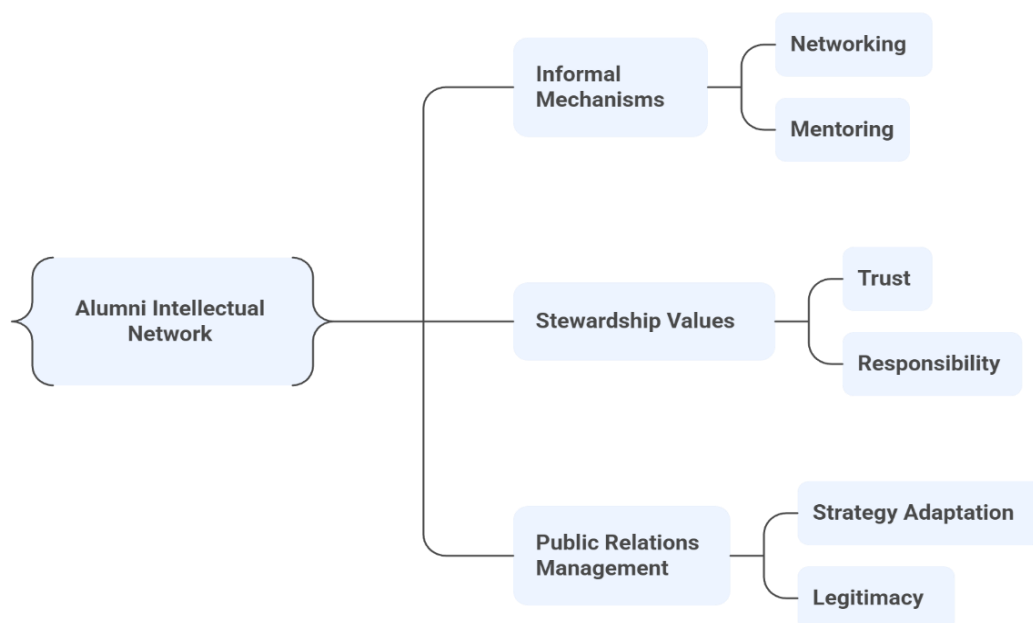 Alumni Intellectual
Network
Informal
Mechanisms
Networking
Mentoring
Stewardship Values
Trust
Responsibility
Public Relations
Management
Strategy Adaptation
Legitimacy